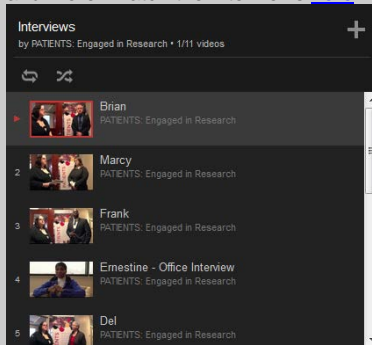 Interviews
by PATIENTS: Engaged in Research • 1/11 videos
Brian
PATIENTS: Engaged in Research
2
Marcy
PATIENTS: Engaged in Research
3
Frank
PATIENTS: Engaged in Research
4
Ernestine - Office Interview
PATIENTS: Engaged in Research
5
Del
PATIENTS: Engaged in Research